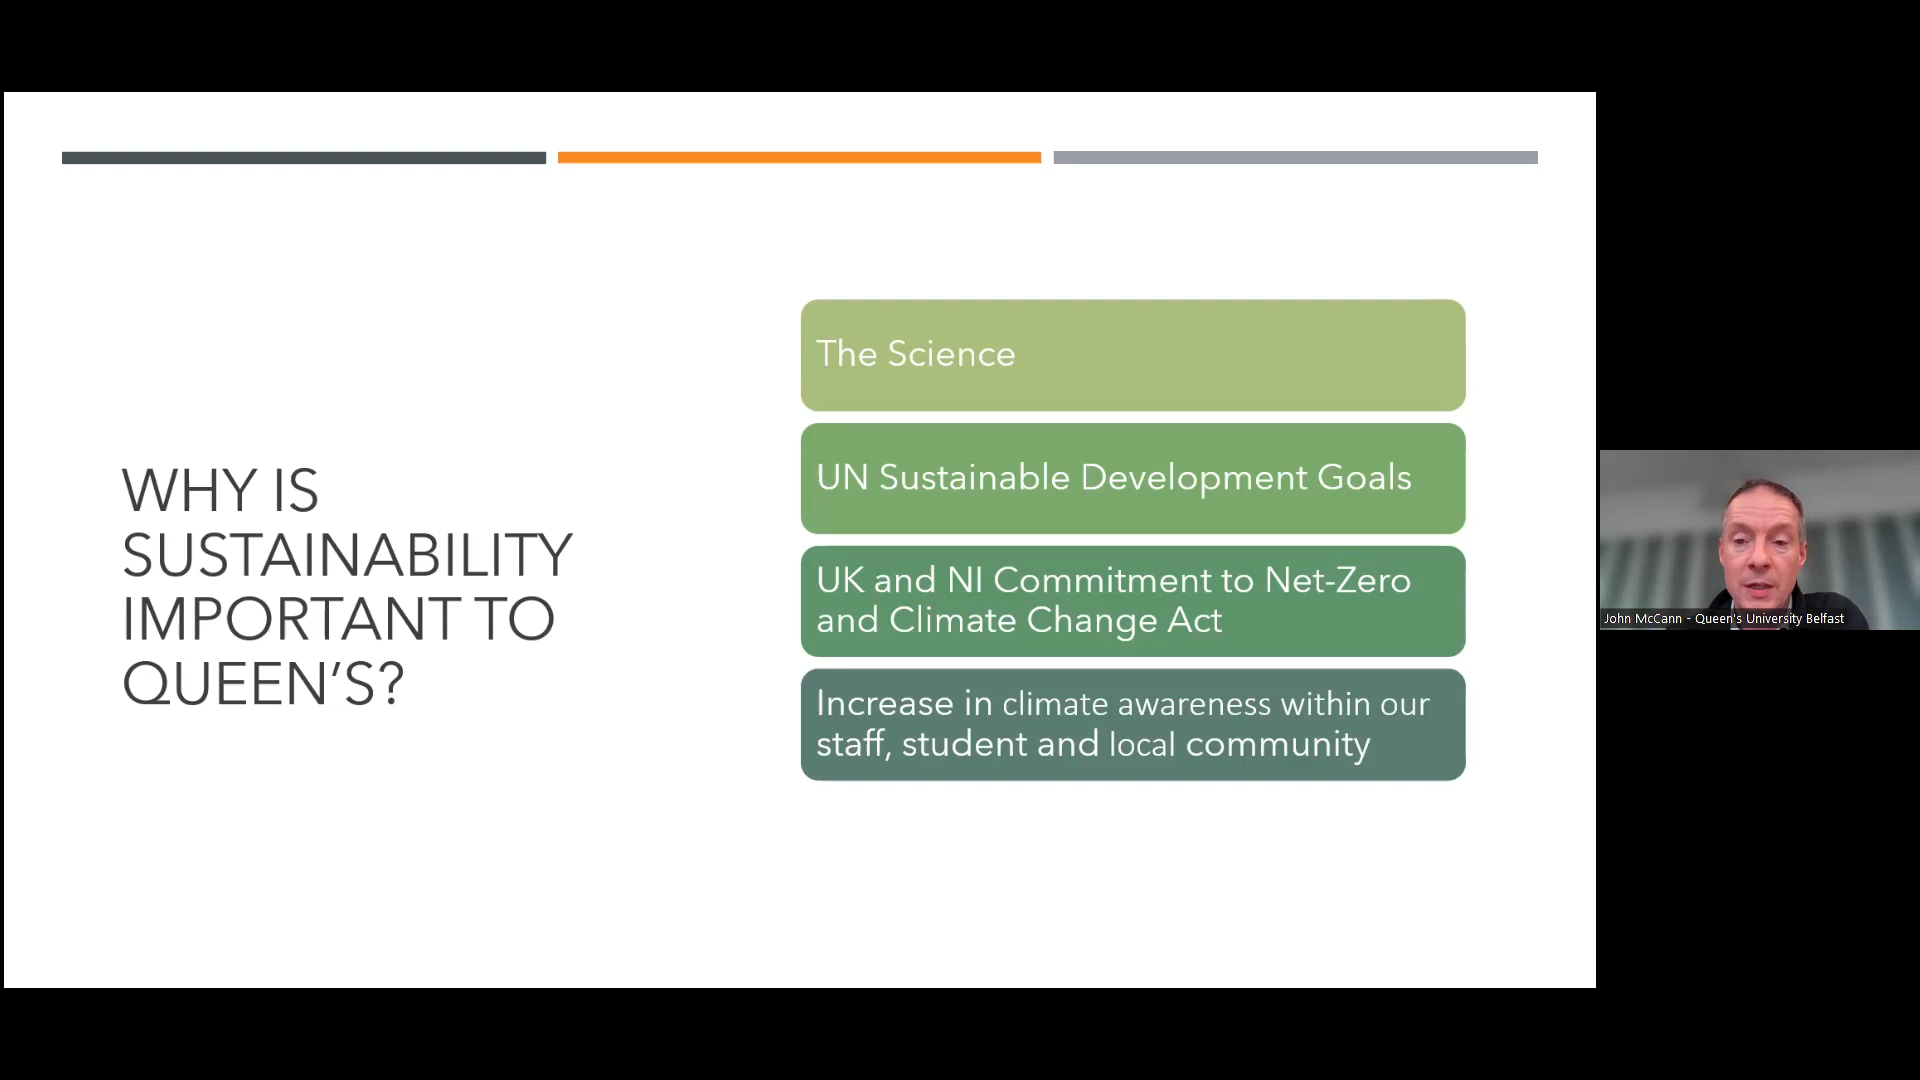 WHY IS
SUSTAINABILITY
IMPORTANT TO
QUEEN’S?
The Science
UN Sustainable Development Goals
UK and NI Commitment to Net-Zero
and Climate Change Act
Increase in climate awareness within our
staff, student and local community
John McCann - Queen's University Belfast